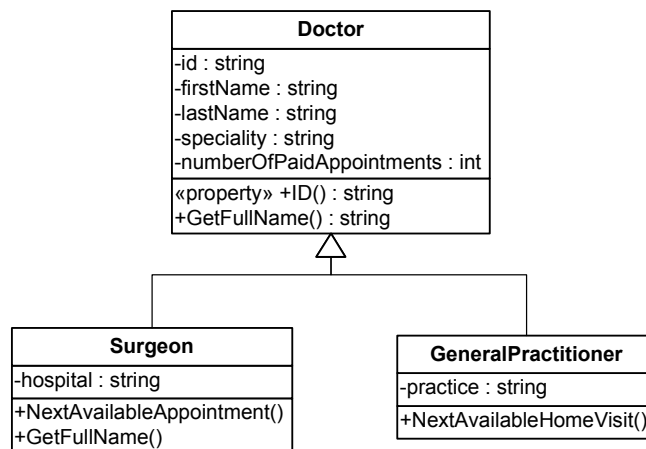 Doctor
-id : string
-firstName : string
-lastName : string
-speciality : string
-numberOfPaidAppointments : int
«property» +ID() : string
+GetFullName() : string
Surgeon
-hospital : string
+NextAvailableAppointment()
+GetFullName()
GeneralPractitioner
-practice : string
+NextAvailableHomeVisit()